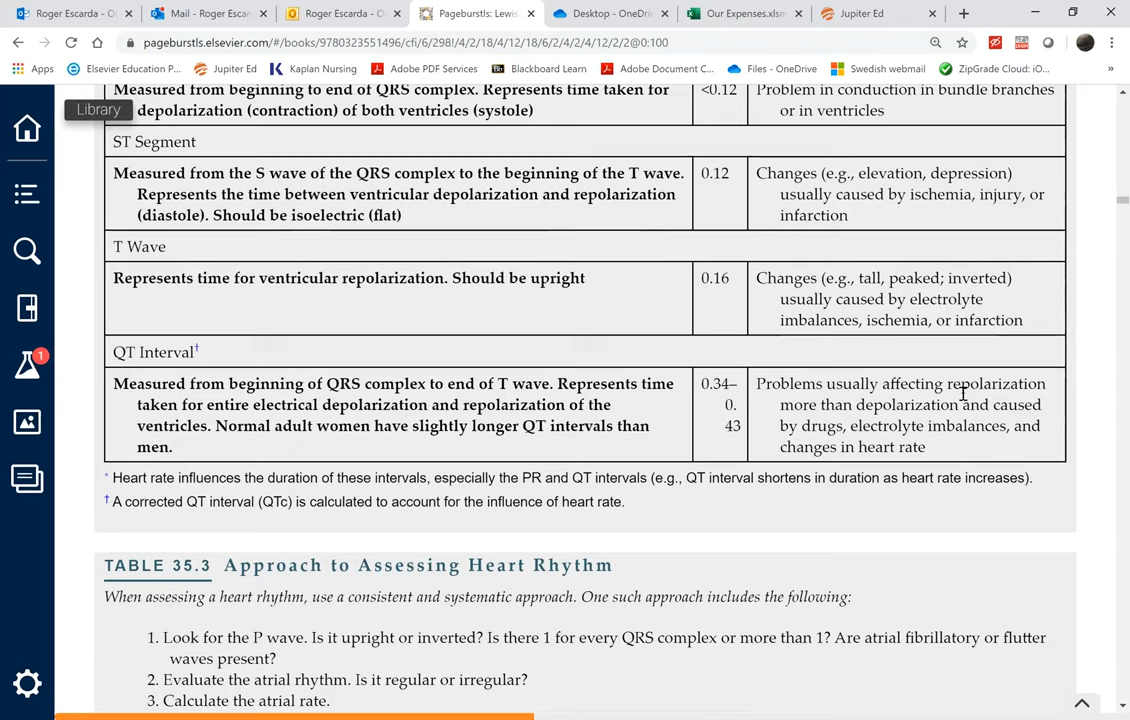 Roger Escarda - Ou
Mail - Roger Escard
Roger Escarda - Ou
Pageburstls: Lewis
Desktop - OneDriv
Our Expenses.xlsm
Jupiter Ed
pageburstls.elsevier.com/#/books/9780323551496/cfi/6/298!/4/2/18/4/12/18/6/2/4/2/4/12/2/2@0:100
Apps
Elsevier Education P...
Jupiter Ed
Kaplan Nursing
Adobe PDF Services
Blackboard Learn
Adobe Document C...
Files - OneDrive
Swedish webmail
ZipGrade Cloud: iO...
»
Library
1
Measured from beginning to end of QRS complex. Represents time taken for
depolarization (contraction) of both ventricles (systole)
<0.12
Problem in conduction in bundle branches
or in ventricles
ST Segment
Measured from the S wave of the QRS complex to the beginning of the T wave.
Represents the time between ventricular depolarization and repolarization
(diastole). Should be isoelectric (flat)
0.12
Changes (e.g., elevation, depression)
usually caused by ischemia, injury, or
infarction
T Wave
Represents time for ventricular repolarization. Should be upright
0.16
Changes (e.g., tall, peaked; inverted)
usually caused by electrolyte
imbalances, ischemia, or infarction
QT Interval†
Measured from beginning of QRS complex to end of T wave. Represents time
taken for entire electrical depolarization and repolarization of the
ventricles. Normal adult women have slightly longer QT intervals than
men.
0.34–
0.
43
Problems usually affecting repolarization
more than depolarization and caused
by drugs, electrolyte imbalances, and
changes in heart rate
* Heart rate influences the duration of these intervals, especially the PR and QT intervals (e.g., QT interval shortens in duration as heart rate increases).
† A corrected QT interval (QTc) is calculated to account for the influence of heart rate.
TABLE 35.3 Approach to Assessing Heart Rhythm
When assessing a heart rhythm, use a consistent and systematic approach. One such approach includes the following:
1. Look for the P wave. Is it upright or inverted? Is there 1 for every QRS complex or more than 1? Are atrial fibrillatory or flutter
waves present?
2. Evaluate the atrial rhythm. Is it regular or irregular?
3. Calculate the atrial rate.